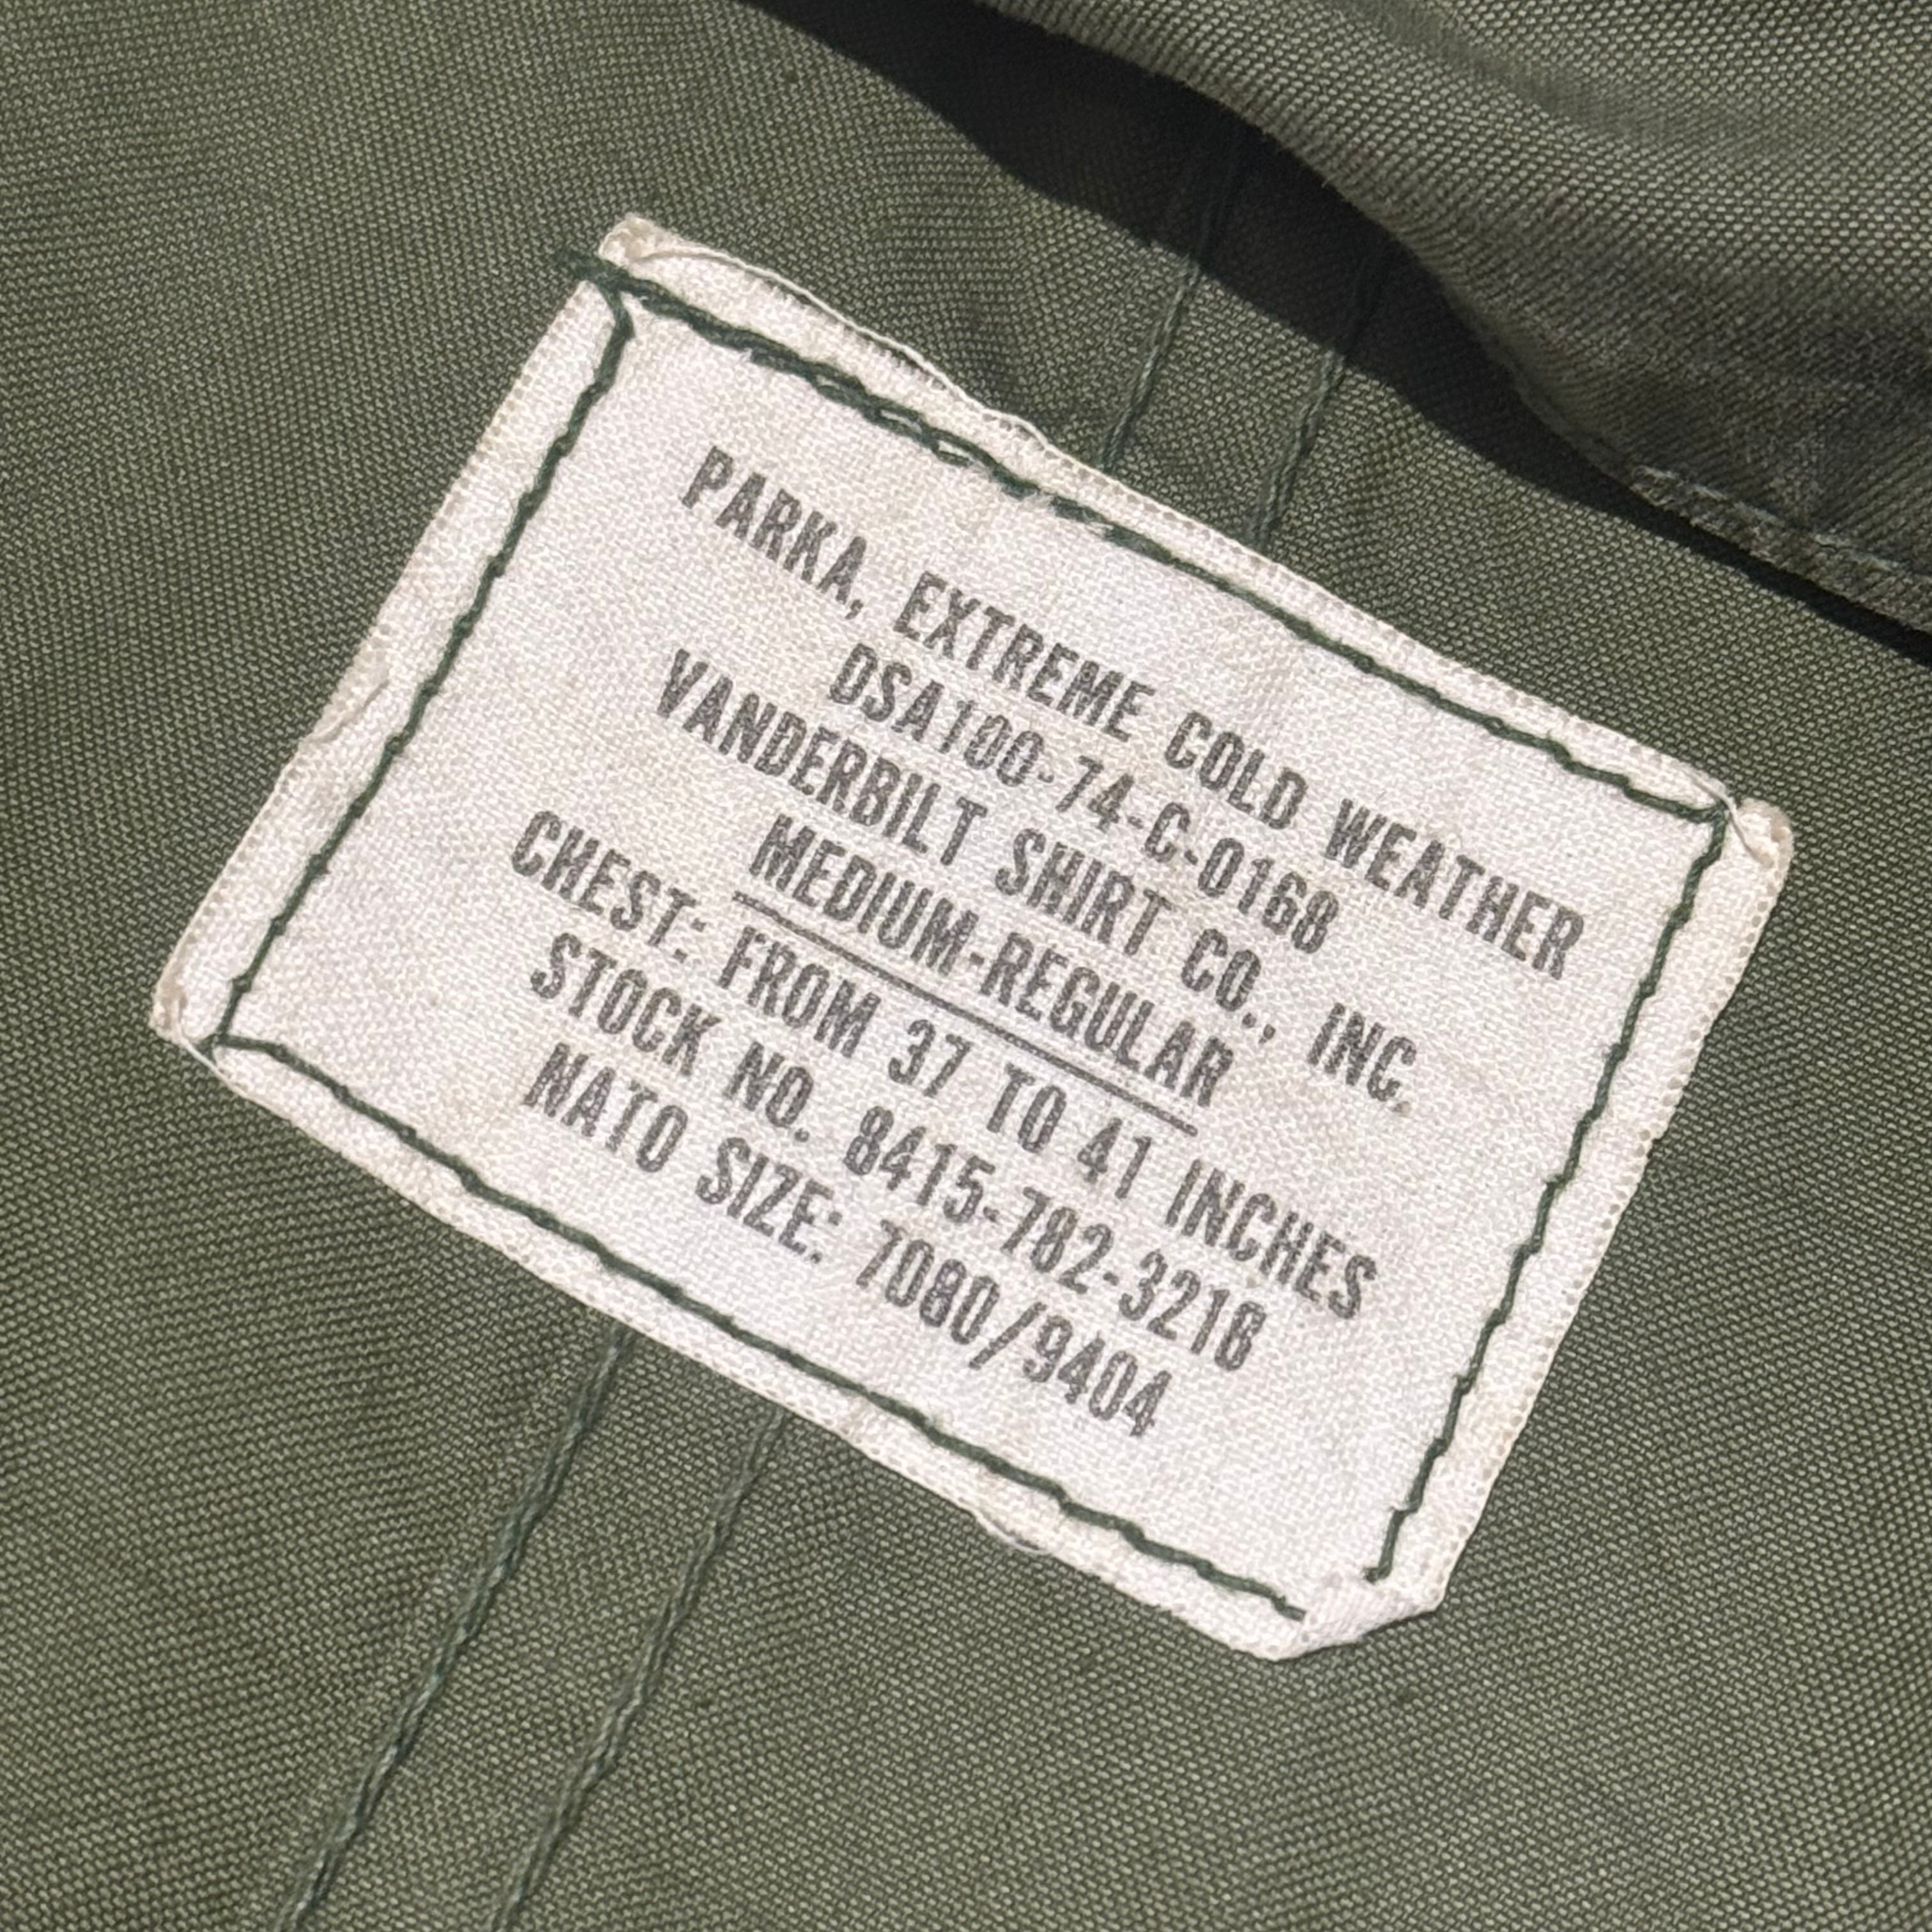 PARKA, EXTREME COLD WEATHER
DSA100-74-C-0168
VANDERBILT SHIRT CO., INC.
MEDIUM-REGULAR
CHEST: FROM 37 TO 41 INCHES
STOCK NO. 8415-782-3218
NATO SIZE: 7080/9404